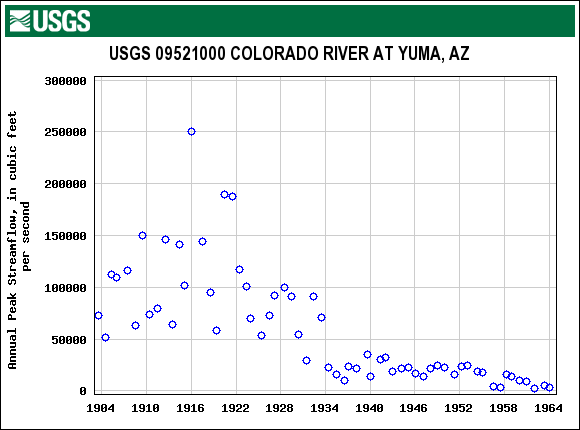 USGS
USGS 09521000 COLORADO RIVER AT YUMA, AZ
Annual Peak Streamflow, in cubic feet
per second
300000
250000
200000
150000
100000
50000
0
1904 1910 1916 1922 1928 1934 1940 1946 1952 1958 1964